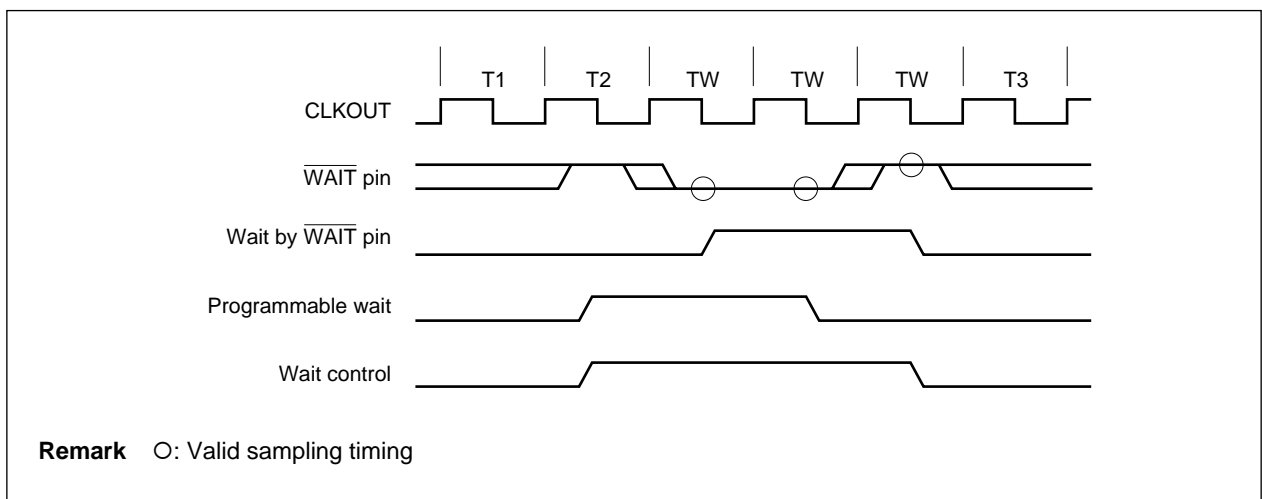 T1 T2 TW TW TW T3
CLKOUT
WAIT pin
Wait by WAIT pin
Programmable wait
Wait control
Remark O: Valid sampling timing